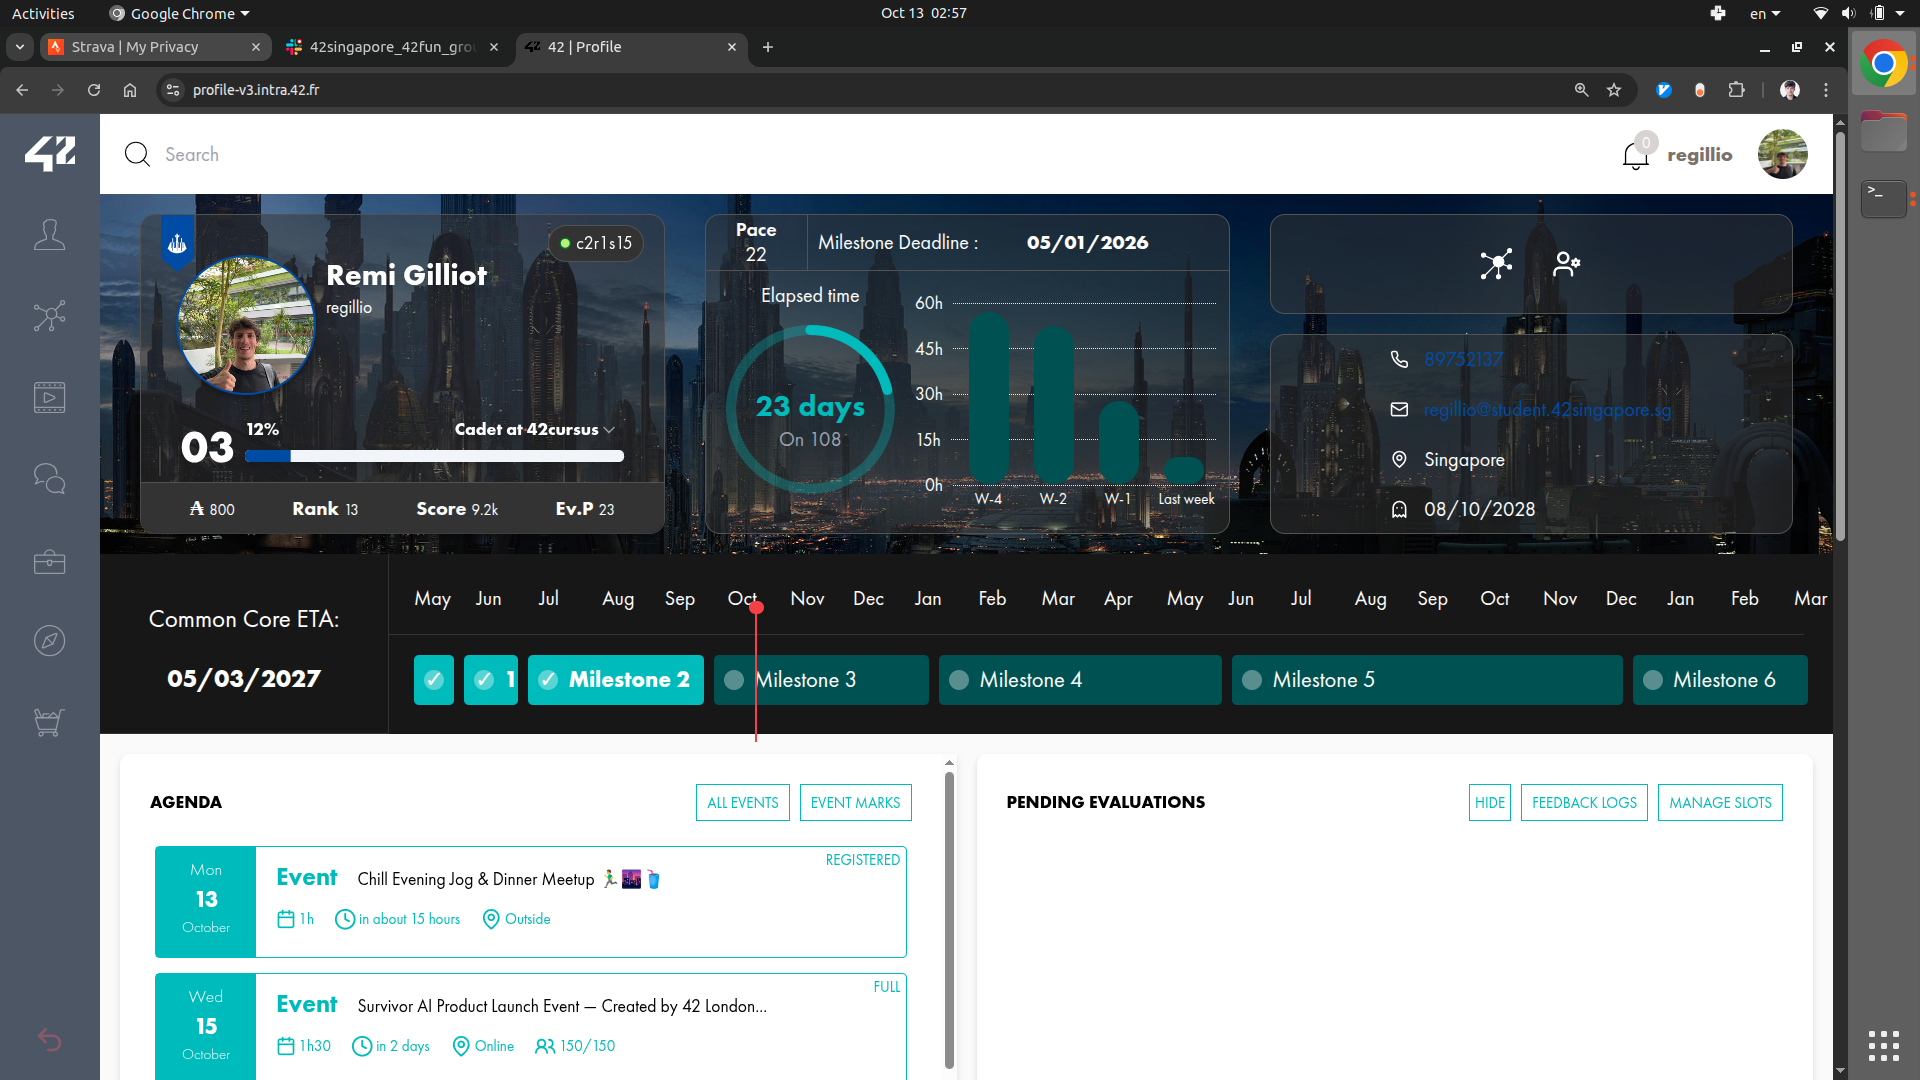 Activities
Google Chrome
Oct 13 02:57
en
Strava | My Privacy
42singapore_42fun_gro
42 | Profile
profile-v3.intra.42.fr
42
Search
0
regillio
c2r1s15
Remi Gilliot
regillio
03
12%
Cadet at 42cursus
₳ 800
Rank 13
Score 9.2k
Ev.P 23
Pace
22
Milestone Deadline :
05/01/2026
Elapsed time
23 days
On 108
60h
45h
30h
15h
0h
W-4
W-2
W-1
Last week
89752137
regillio@student.42singapore.sg
Singapore
08/10/2028
Common Core ETA:
05/03/2027
May Jun Jul Aug Sep Oct Nov Dec Jan Feb Mar Apr May Jun Jul Aug Sep Oct Nov Dec Jan Feb Mar
1
Milestone 2
Milestone 3
Milestone 4
Milestone 5
Milestone 6
AGENDA
ALL EVENTS
EVENT MARKS
Mon
13
October
REGISTERED
Event Chill Evening Jog & Dinner Meetup 🏃‍♂️🌆🥤
1h in about 15 hours Outside
Wed
15
October
FULL
Event Survivor AI Product Launch Event — Created by 42 London...
1h30 in 2 days Online 150/150
PENDING EVALUATIONS
HIDE
FEEDBACK LOGS
MANAGE SLOTS